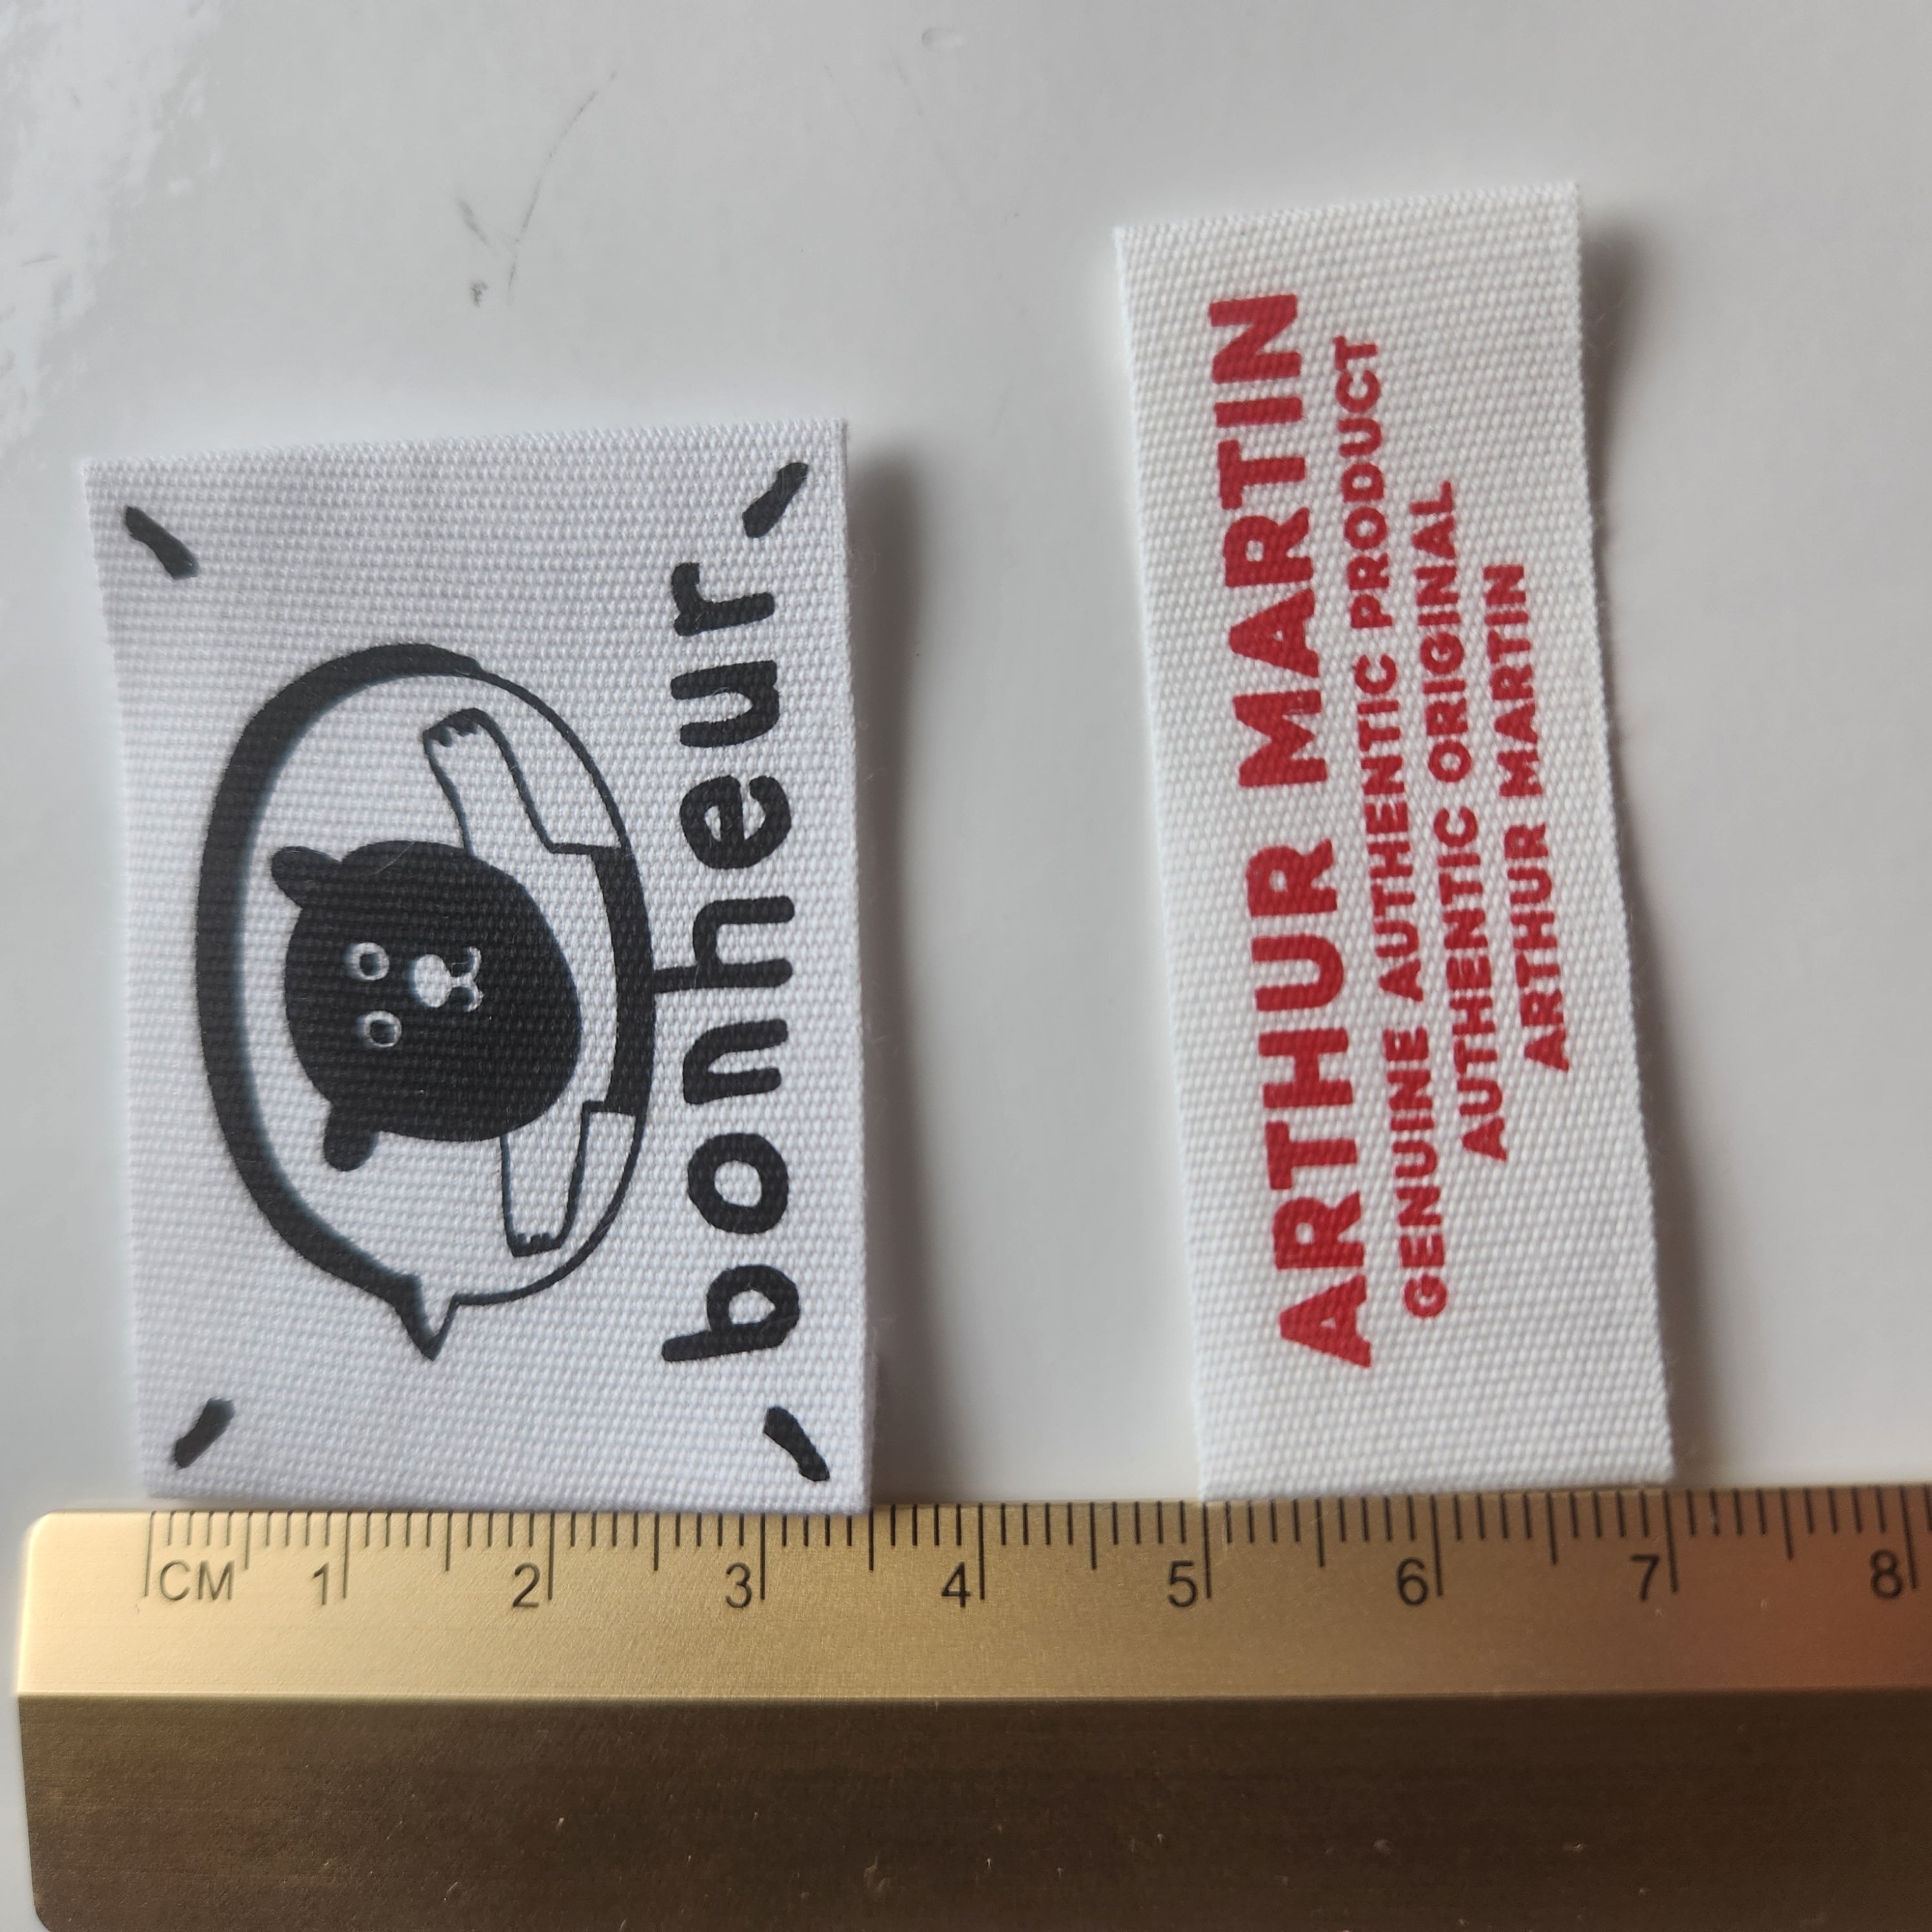 bonheur
ARTHUR MARTIN
GENUINE AUTHENTIC PRODUCT
AUTHENTIC ORIGINAL
ARTHUR MARTIN
CM 1 2 3 4 5 6 7 8